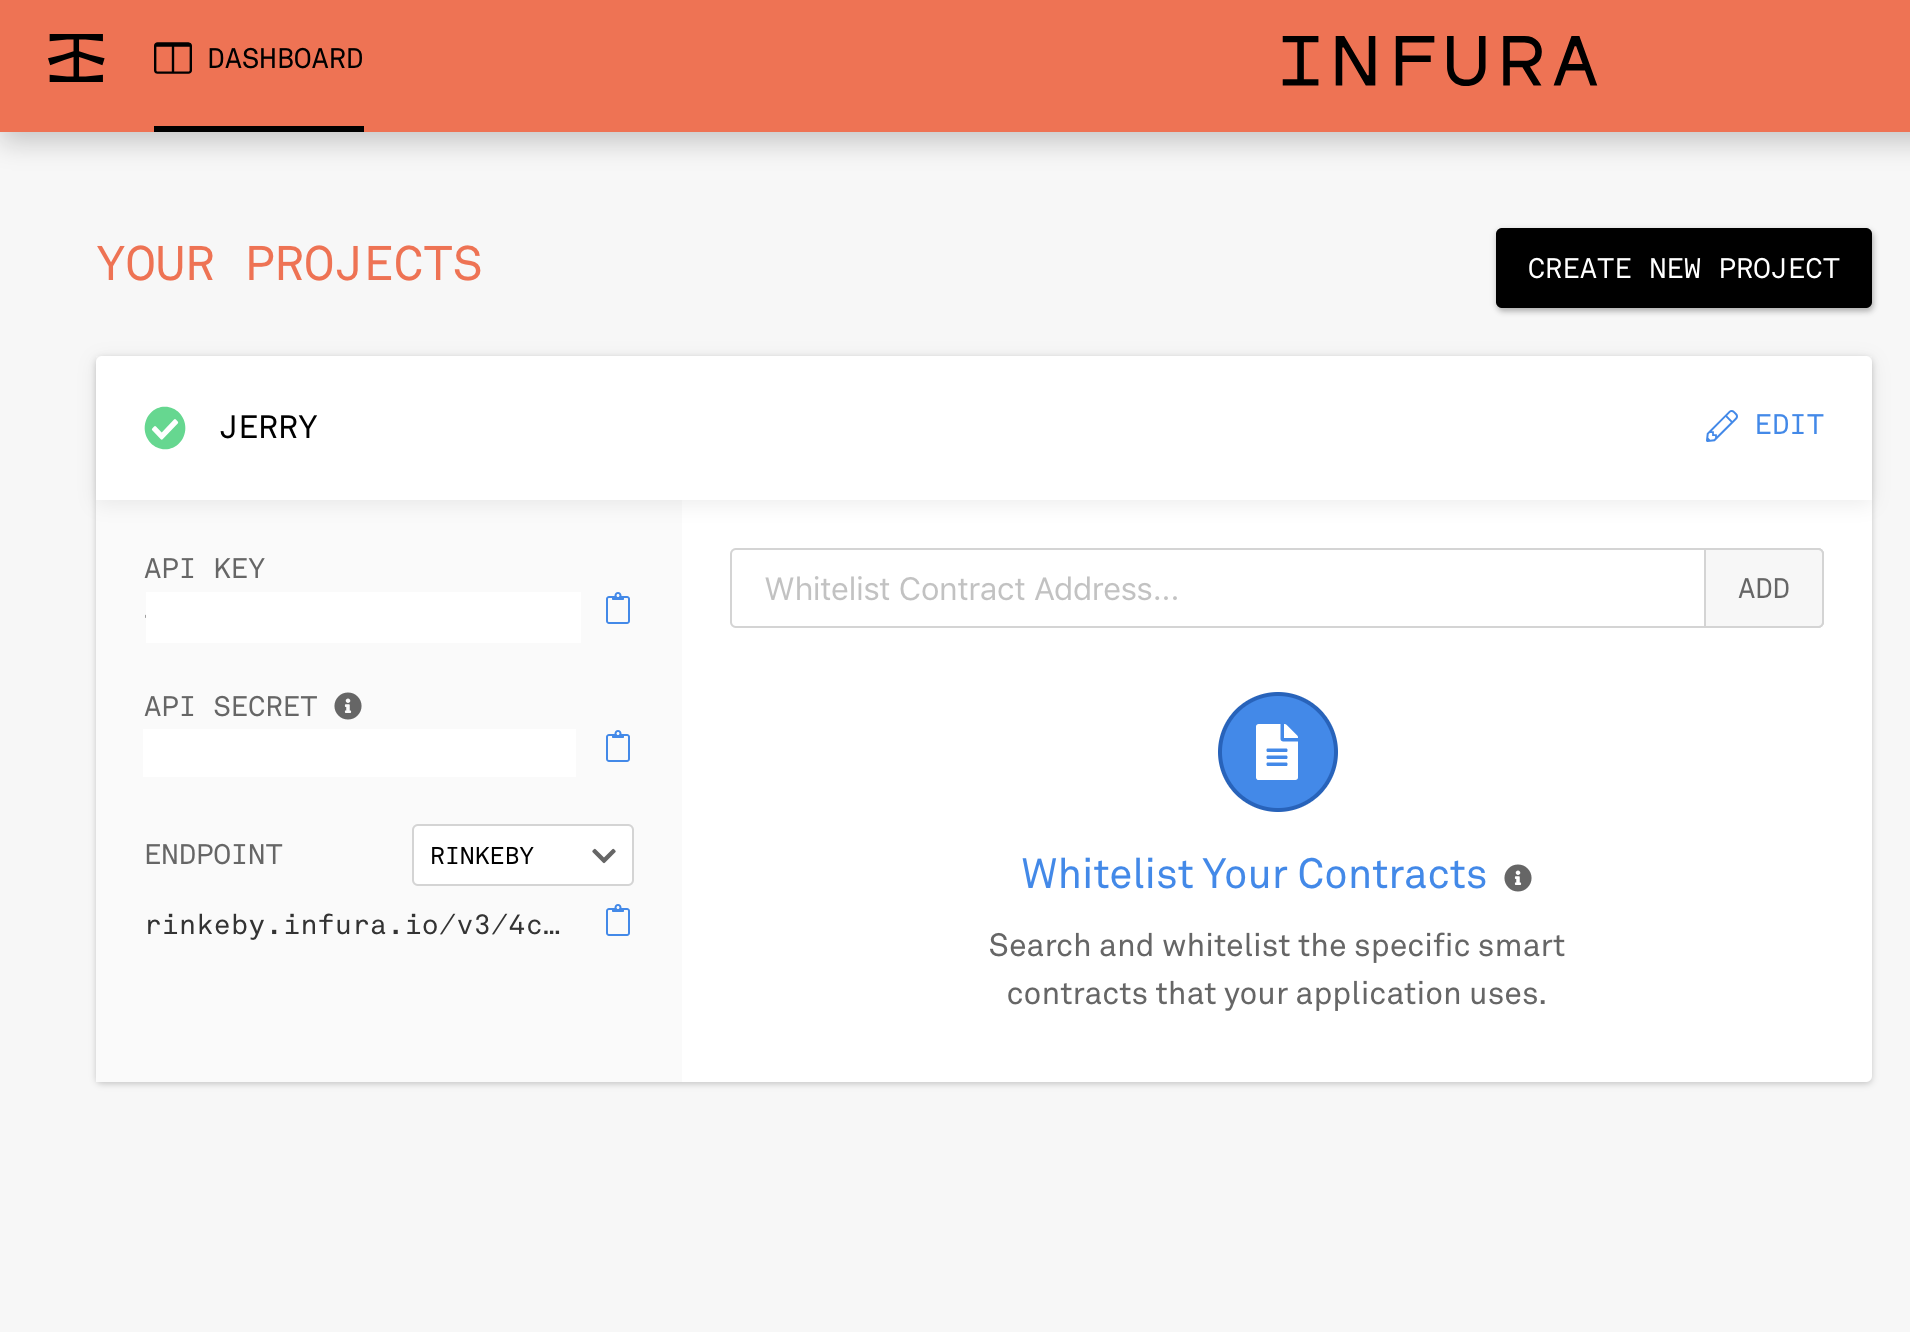 DASHBOARD
INFURA
YOUR PROJECTS
CREATE NEW PROJECT
JERRY
EDIT
API KEY
Whitelist Contract Address...
ADD
API SECRET
ENDPOINT
RINKEBY
rinkeby.infura.io/v3/4c…
Whitelist Your Contracts
Search and whitelist the specific smart
contracts that your application uses.